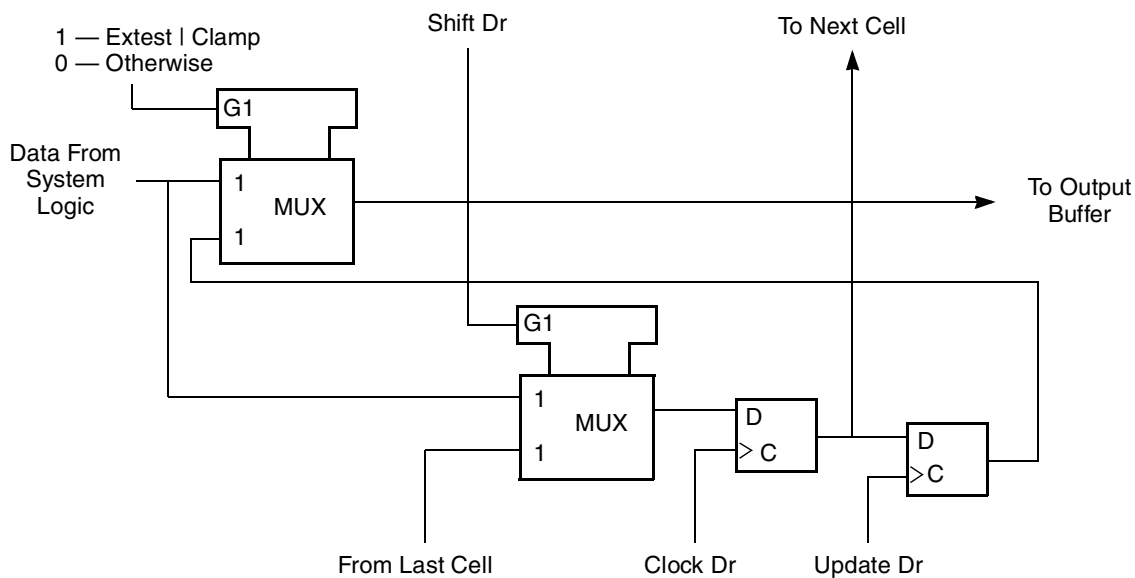 Shift Dr
To Next Cell
1 — Extest | Clamp
0 — Otherwise
G1
Data From
System
Logic
1
MUX
1
To Output
Buffer
G1
1
MUX
1
D
C
D
C
From Last Cell
Clock Dr
Update Dr